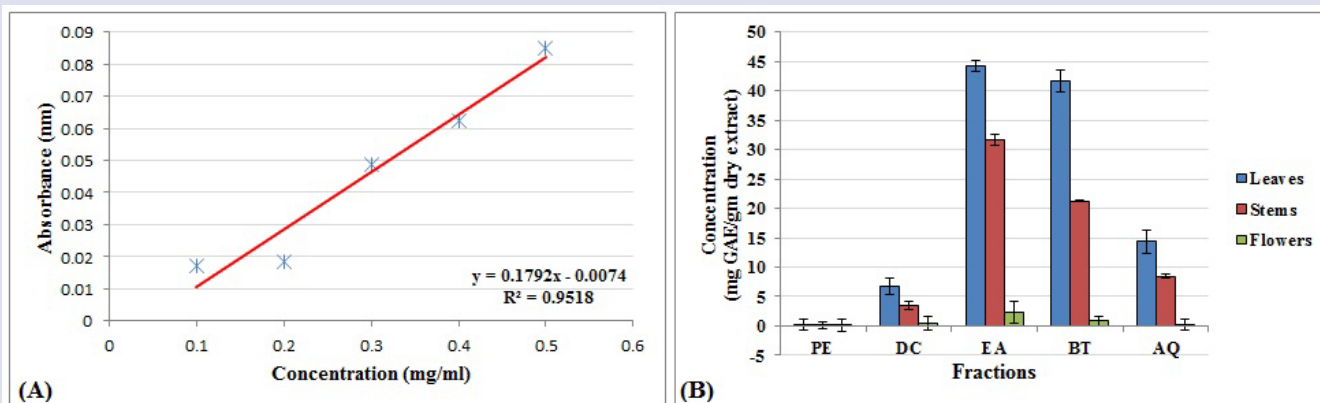 0.09
0.08
0.07
0.06
0.05
0.04
0.03
0.02
0.01
0
Absorbance (nm)
y = 0.1792x - 0.0074
R² = 0.9518
0 0.1 0.2 0.3 0.4 0.5 0.6
Concentration (mg/ml)
(A)
50
45
40
35
30
25
20
15
10
5
0
-5
Concentration
(mg GAE/gm dry extract)
PE DC EA BT AQ
Fractions
Leaves
Stems
Flowers
(B)